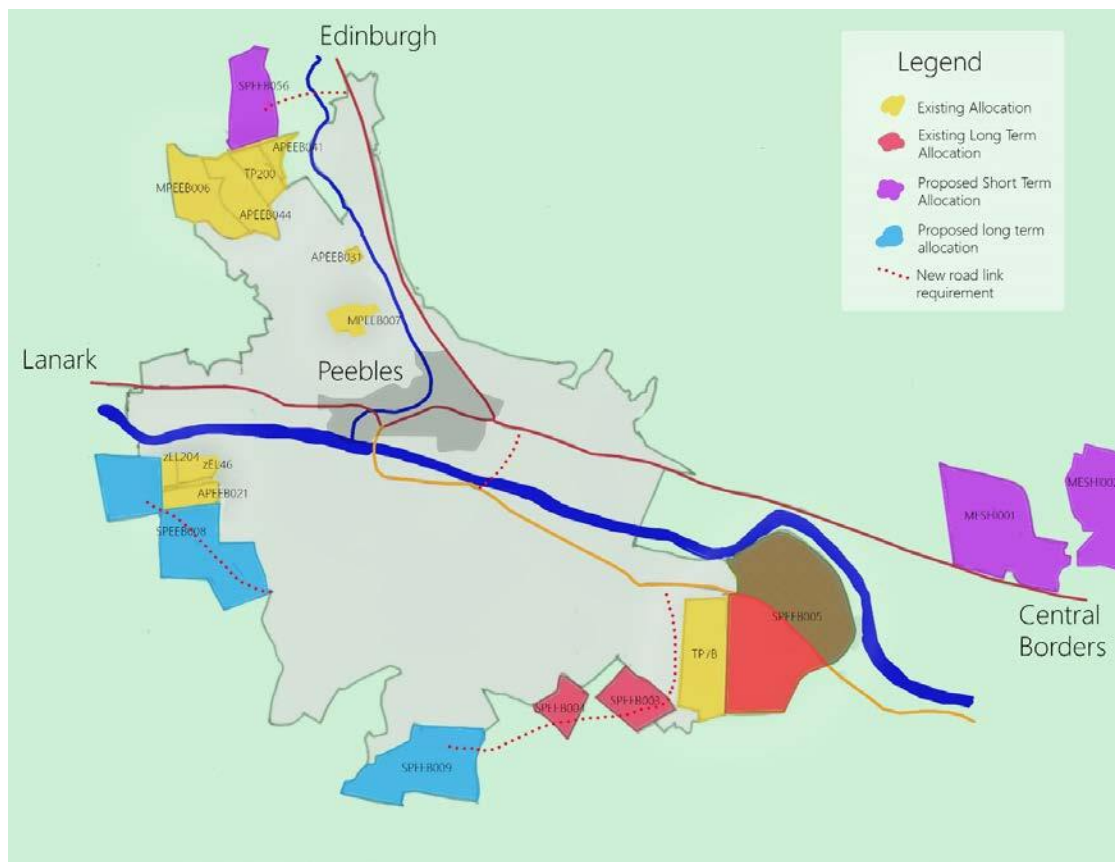 Edinburgh
Legend
Existing Allocation
Existing Long Term
Allocation
Proposed Short Term
Allocation
Proposed long term
allocation
New road link
requirement
SPEEB056
APEEB041
TP200
MPEEB006
APEEB044
APEEB031
MPEEB007
Lanark
Peebles
zEL204
zEL46
APEEB021
SPEEB008
MESHI001
MESHI002
Central
Borders
SPEEB005
TP7B
SPEEB004
SPEEB003
SPEEB009